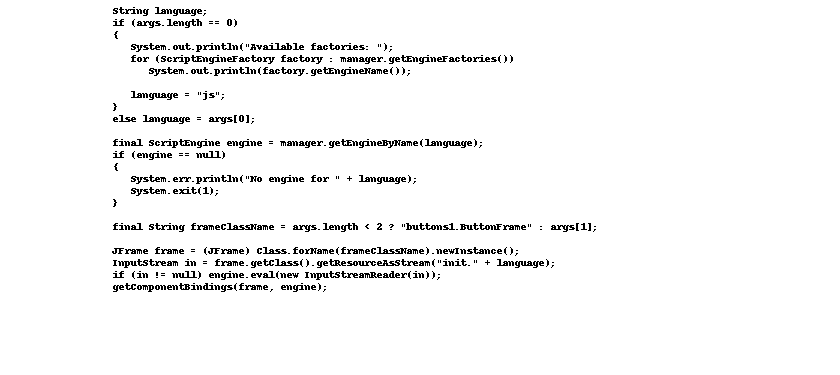 String language;
if (args.length == 0)
{
   System.out.println("Available factories: ");
   for (ScriptEngineFactory factory : manager.getEngineFactories())
      System.out.println(factory.getEngineName());

   language = "js";
}
else language = args[0];

final ScriptEngine engine = manager.getEngineByName(language);
if (engine == null)
{
   System.err.println("No engine for " + language);
   System.exit(1);
}

final String frameClassName = args.length < 2 ? "buttons1.ButtonFrame" : args[1];

JFrame frame = (JFrame) Class.forName(frameClassName).newInstance();
InputStream in = frame.getClass().getResourceAsStream("init." + language);
if (in != null) engine.eval(new InputStreamReader(in));
getComponentBindings(frame, engine);